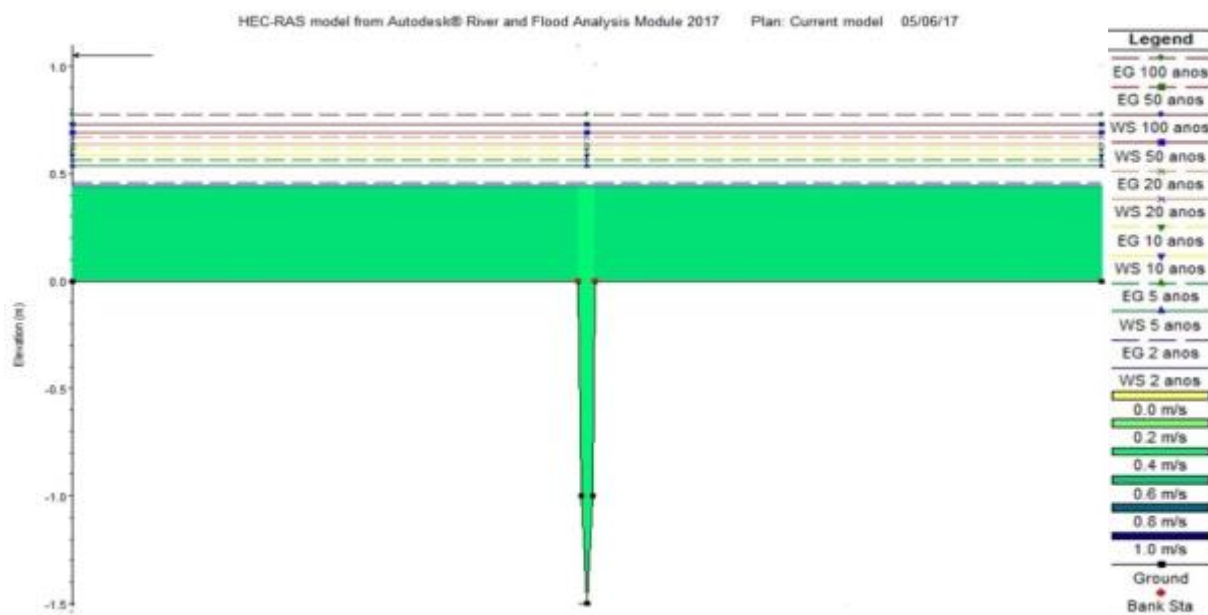 HEC-RAS model from Autodesk® River and Flood Analysis Module 2017 Plan: Current model 05/06/17
1.0
0.5
0.0
-0.5
-1.0
-1.5
Elevation (m)
Legend
EG 100 anos
EG 50 anos
WS 100 anos
WS 50 anos
EG 20 anos
WS 20 anos
EG 10 anos
WS 10 anos
EG 5 anos
WS 5 anos
EG 2 anos
WS 2 anos
0.0 m/s
0.2 m/s
0.4 m/s
0.6 m/s
0.8 m/s
1.0 m/s
Ground
Bank Sta